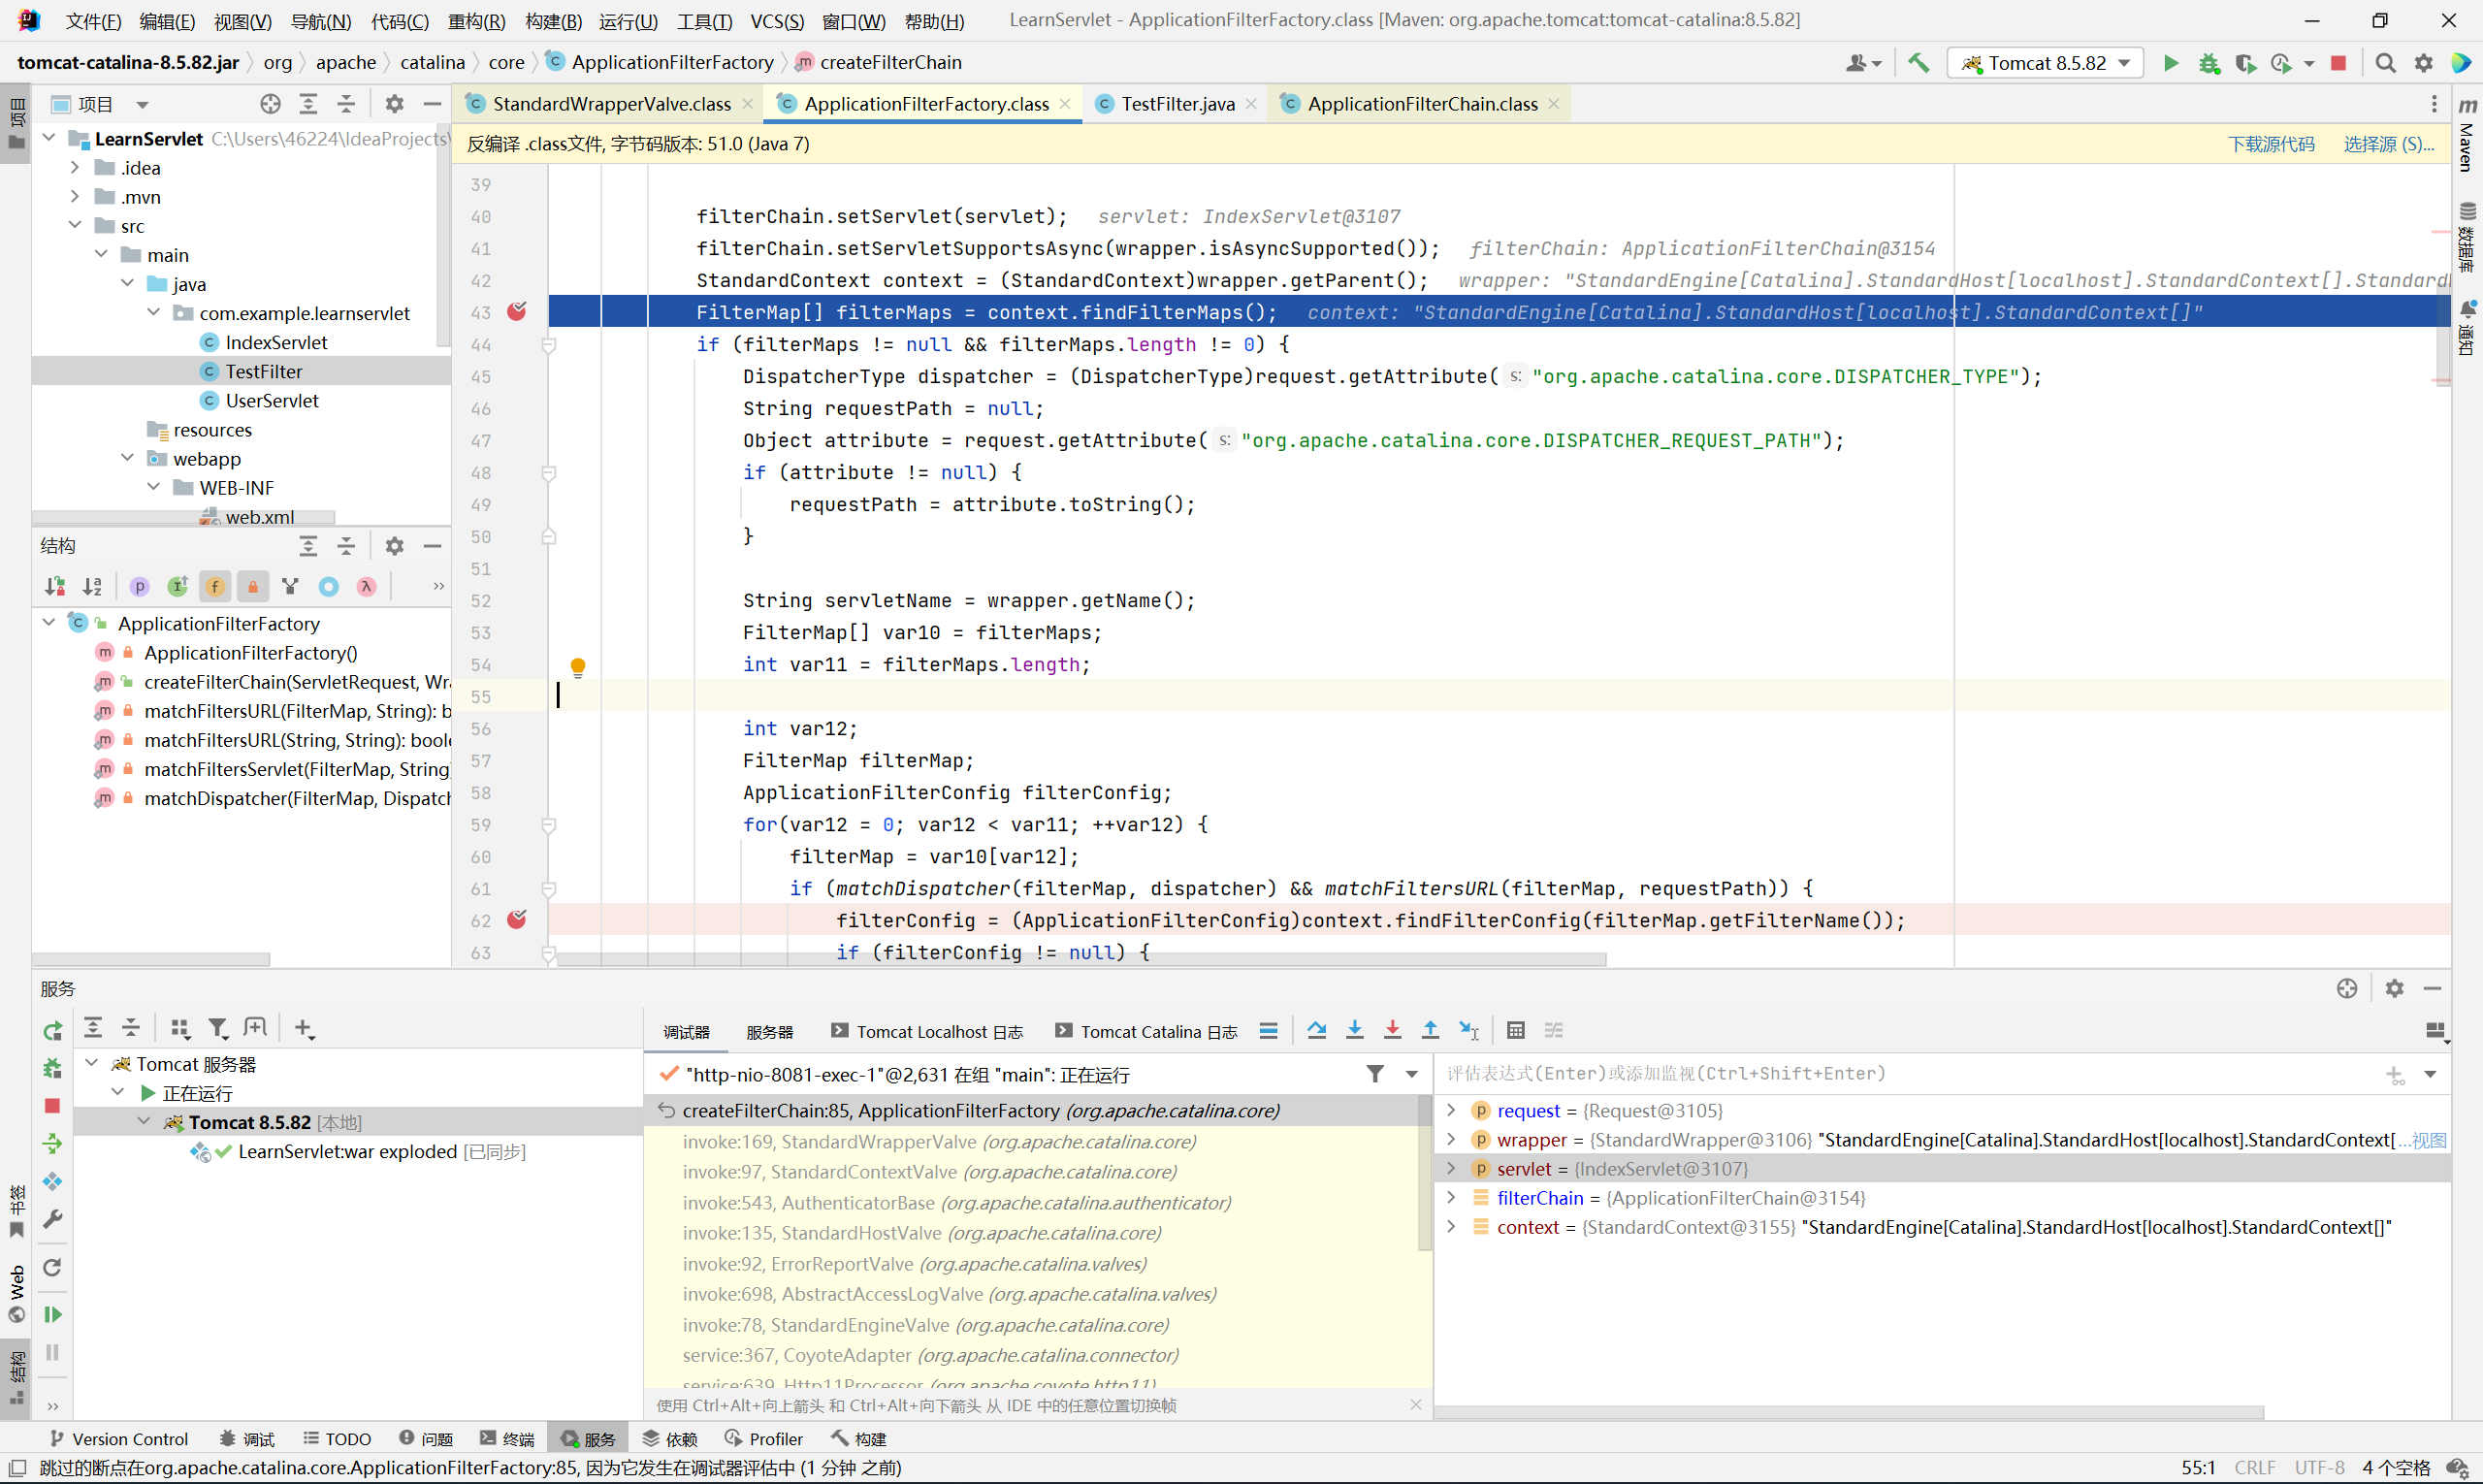 文件(F) 编辑(E) 视图(V) 导航(N) 代码(C) 重构(R) 构建(B) 运行(U) 工具(T) VCS(S) 窗口(W) 帮助(H) LearnServlet - ApplicationFilterFactory.class [Maven: org.apache.tomcat:tomcat-catalina:8.5.82]
tomcat-catalina-8.5.82.jar org apache catalina core ApplicationFilterFactory createFilterChain Tomcat 8.5.82
项目
StandardWrapperValve.class ApplicationFilterFactory.class TestFilter.java ApplicationFilterChain.class
反编译 .class文件, 字节码版本: 51.0 (Java 7) 下载源代码 选择源 (S)...
LearnServlet C:\Users\46224\IdeaProjects\
.idea
.mvn
src
main
java
com.example.learnservlet
IndexServlet
TestFilter
UserServlet
resources
webapp
WEB-INF
web.xml
结构
ApplicationFilterFactory
ApplicationFilterFactory()
createFilterChain(ServletRequest, Wra
matchFiltersURL(FilterMap, String): b
matchFiltersURL(String, String): boole
matchFiltersServlet(FilterMap, String)
matchDispatcher(FilterMap, Dispatch
39
40 filterChain.setServlet(servlet); servlet: IndexServlet@3107
41 filterChain.setServletSupportsAsync(wrapper.isAsyncSupported()); filterChain: ApplicationFilterChain@3154
42 StandardContext context = (StandardContext)wrapper.getParent(); wrapper: "StandardEngine[Catalina].StandardHost[localhost].StandardContext[].Standard
43 FilterMap[] filterMaps = context.findFilterMaps(); context: "StandardEngine[Catalina].StandardHost[localhost].StandardContext[]"
44 if (filterMaps != null && filterMaps.length != 0) {
45 DispatcherType dispatcher = (DispatcherType)request.getAttribute( s: "org.apache.catalina.core.DISPATCHER_TYPE");
46 String requestPath = null;
47 Object attribute = request.getAttribute( s: "org.apache.catalina.core.DISPATCHER_REQUEST_PATH");
48 if (attribute != null) {
49 requestPath = attribute.toString();
50 }
51
52 String servletName = wrapper.getName();
53 FilterMap[] var10 = filterMaps;
54 int var11 = filterMaps.length;
55
56 int var12;
57 FilterMap filterMap;
58 ApplicationFilterConfig filterConfig;
59 for(var12 = 0; var12 < var11; ++var12) {
60 filterMap = var10[var12];
61 if (matchDispatcher(filterMap, dispatcher) && matchFiltersURL(filterMap, requestPath)) {
62 filterConfig = (ApplicationFilterConfig)context.findFilterConfig(filterMap.getFilterName());
63 if (filterConfig != null) {
Maven
数据库
通知
项目
书签
Web
结构
服务
调试器 服务器 Tomcat Localhost 日志 Tomcat Catalina 日志
Tomcat 服务器
正在运行
Tomcat 8.5.82 [本地]
LearnServlet:war exploded [已同步]
"http-nio-8081-exec-1"@2,631 在组 "main": 正在运行
createFilterChain:85, ApplicationFilterFactory (org.apache.catalina.core)
invoke:169, StandardWrapperValve (org.apache.catalina.core)
invoke:97, StandardContextValve (org.apache.catalina.core)
invoke:543, AuthenticatorBase (org.apache.catalina.authenticator)
invoke:135, StandardHostValve (org.apache.catalina.core)
invoke:92, ErrorReportValve (org.apache.catalina.valves)
invoke:698, AbstractAccessLogValve (org.apache.catalina.valves)
invoke:78, StandardEngineValve (org.apache.catalina.core)
service:367, CoyoteAdapter (org.apache.catalina.connector)
service:639, Http11Processor (org.apache.coyote.http11)
使用 Ctrl+Alt+向上箭头 和 Ctrl+Alt+向下箭头 从 IDE 中的任意位置切换帧
评估表达式(Enter)或添加监视(Ctrl+Shift+Enter)
request = {Request@3105}
wrapper = {StandardWrapper@3106} "StandardEngine[Catalina].StandardHost[localhost].StandardContext[ ...视图
servlet = {IndexServlet@3107}
filterChain = {ApplicationFilterChain@3154}
context = {StandardContext@3155} "StandardEngine[Catalina].StandardHost[localhost].StandardContext[]"
Version Control 调试 TODO 问题 终端 服务 依赖 Profiler 构建
跳过的断点在org.apache.catalina.core.ApplicationFilterFactory:85, 因为它发生在调试器评估中 (1 分钟 之前) 55:1 CRLF UTF-8 4 个空格